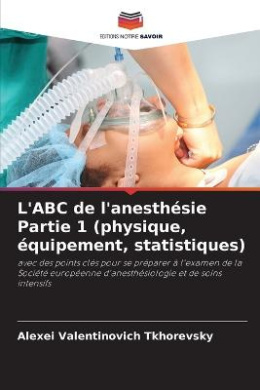 EDITIONS NOTRE SAVOIR
L'ABC de l'anesthésie
Partie 1 (physique,
équipement, statistiques)
avec des points clés pour se préparer à l'examen de la
Société européenne d'anesthésiologie et de soins
intensifs
Alexei Valentinovich Tkhorevsky